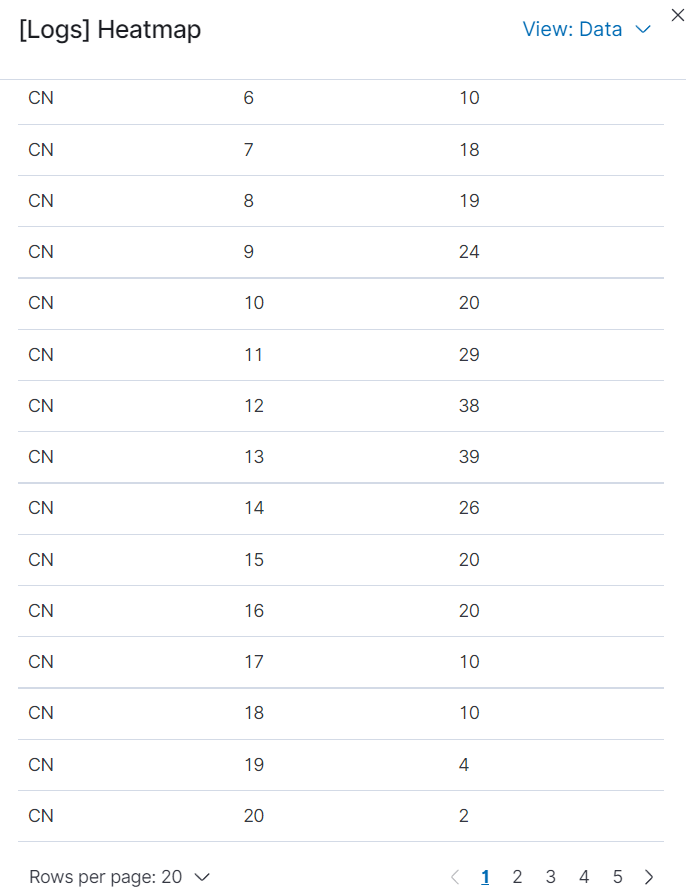 [Logs] Heatmap View: Data
CN 6 10
CN 7 18
CN 8 19
CN 9 24
CN 10 20
CN 11 29
CN 12 38
CN 13 39
CN 14 26
CN 15 20
CN 16 20
CN 17 10
CN 18 10
CN 19 4
CN 20 2
Rows per page: 20 1 2 3 4 5